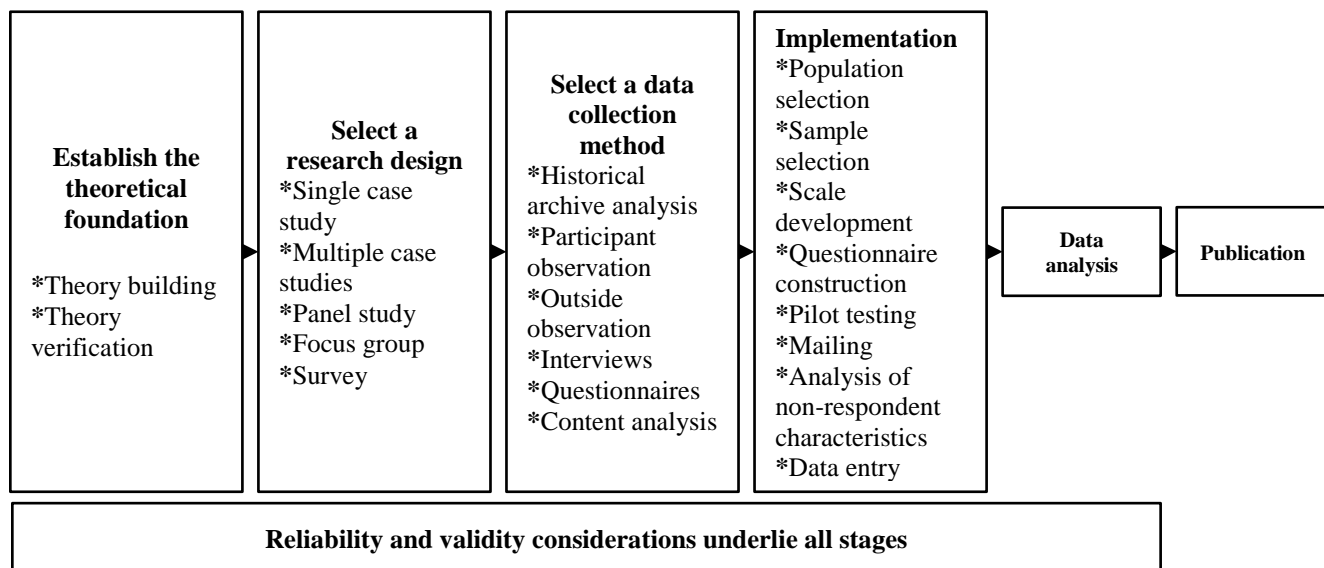 Establish the
theoretical
foundation
*Theory building
*Theory
verification
Select a
research design
*Single case
study
*Multiple case
studies
*Panel study
*Focus group
*Survey
Select a data
collection
method
*Historical
archive analysis
*Participant
observation
*Outside
observation
*Interviews
*Questionnaires
*Content analysis
Implementation
*Population
selection
*Sample
selection
*Scale
development
*Questionnaire
construction
*Pilot testing
*Mailing
*Analysis of
non-respondent
characteristics
*Data entry
Data
analysis
Publication
Reliability and validity considerations underlie all stages